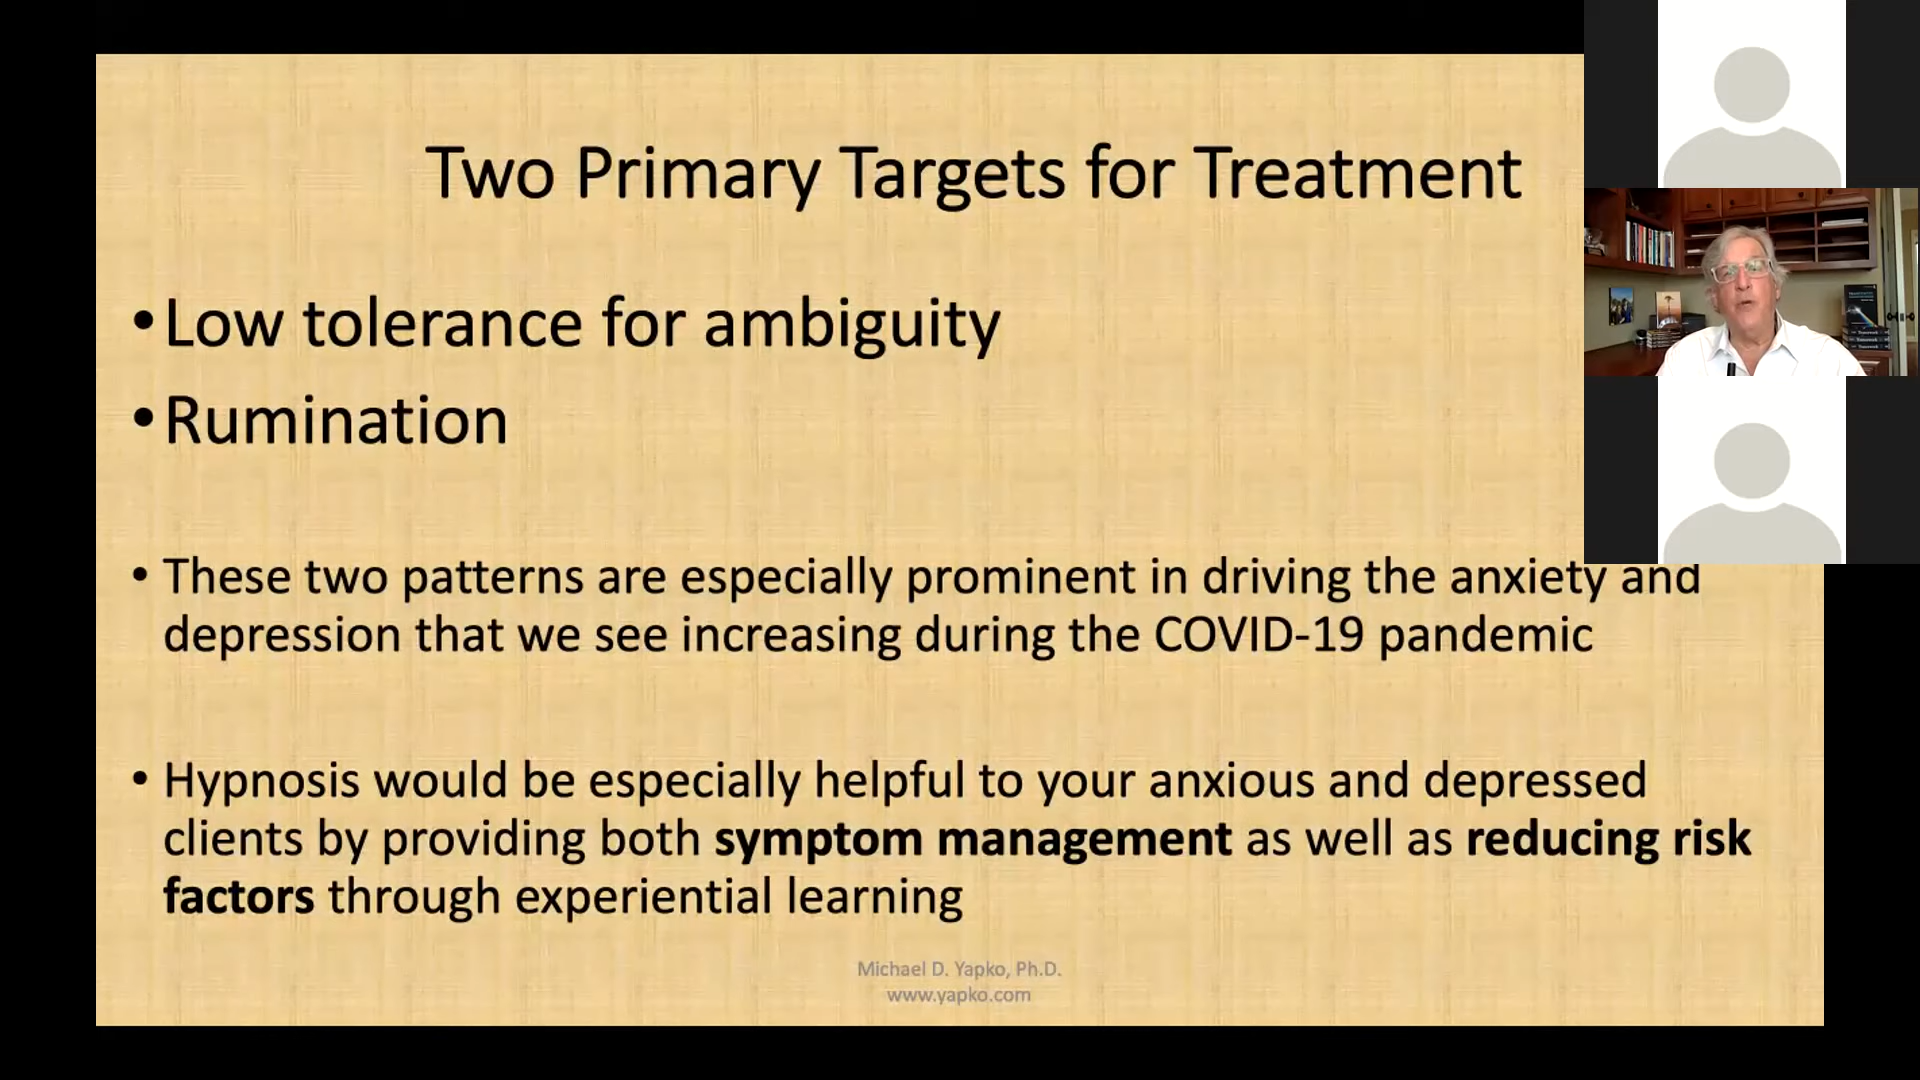 Two Primary Targets for Treatment
•Low tolerance for ambiguity
•Rumination
• These two patterns are especially prominent in driving the anxiety and
depression that we see increasing during the COVID-19 pandemic
• Hypnosis would be especially helpful to your anxious and depressed
clients by providing both symptom management as well as reducing risk
factors through experiential learning
Michael D. Yapko, Ph.D.
www.yapko.com